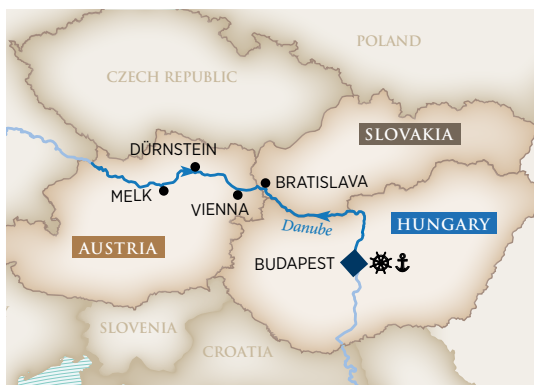 POLAND
CZECH REPUBLIC
SLOVAKIA
DÜRNSTEIN
BRATISLAVA
MELK
VIENNA
HUNGARY
Danube
AUSTRIA
BUDAPEST
SLOVENIA
CROATIA